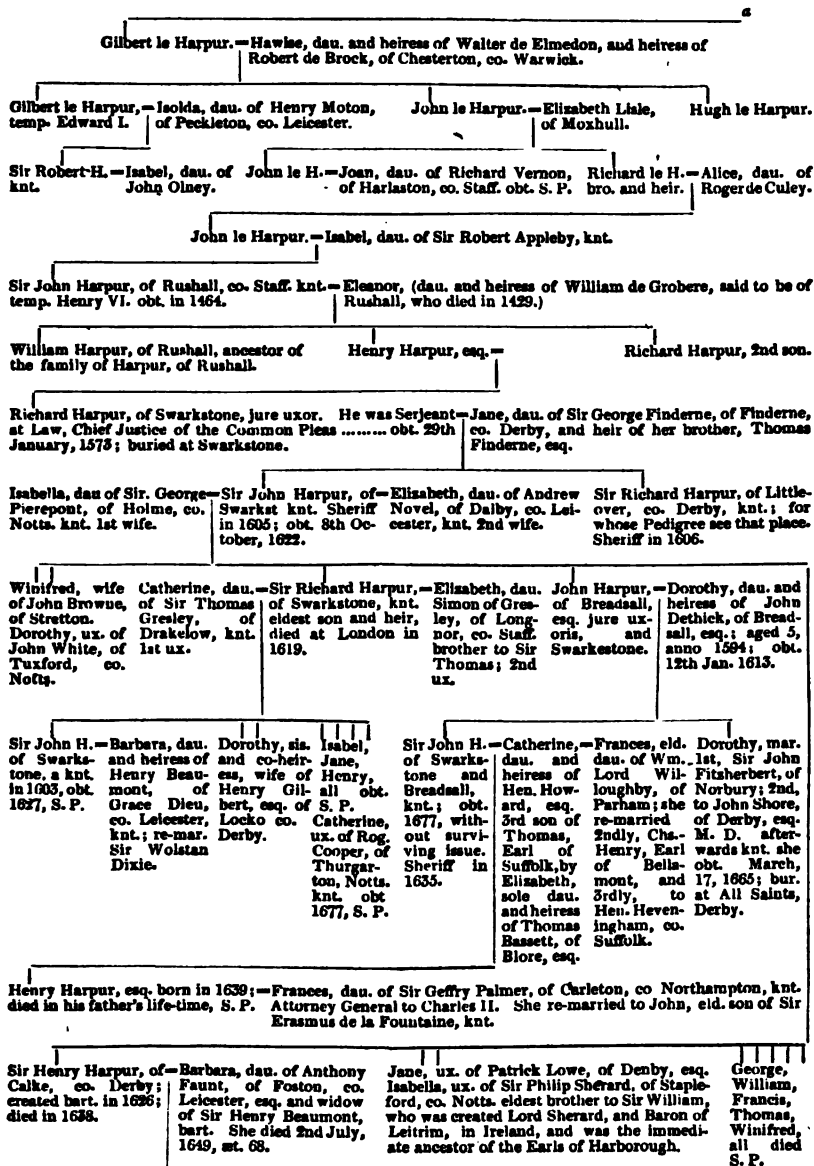 a
Gilbert le Harpur.=Hawise, dau. and heiress of Walter de Elmedon, and heiress of
Robert de Brock, of Chesterton, co. Warwick.
Gilbert le Harpur,=Isolda, dau. of Henry Moton,
temp. Edward I. of Peckleton, co. Leicester.
John le Harpur.=Elizabeth Lisle,
of Moxhull.
Hugh le Harpur.
Sir Robert H.=Isabel, dau. of
knt. John Olney.
John le H.=Joan, dau. of Richard Vernon,
of Harlaston, co. Staff. obt. S. P.
Richard le H.=Alice, dau. of
bro. and heir. Roger de Culey.
John le Harpur.=Isabel, dau. of Sir Robert Appleby, knt.
Sir John Harpur, of Rushall, co. Staff. knt.=Eleanor, (dau. and heiress of William de Grobere, said to be of
temp. Henry VI. obt. in 1464. Rushall, who died in 1429.)
William Harpur, of Rushall, ancestor of
the family of Harpur, of Rushall.
Henry Harpur, esq.=
Richard Harpur, 2nd son.
Richard Harpur, of Swarkstone, jure uxor. He was Serjeant=Jane, dau. of Sir George Finderne, of Finderne,
at Law, Chief Justice of the Common Pleas ......... obt. 29th co. Derby, and heir of her brother, Thomas
January, 1573; buried at Swarkstone. Finderne, esq.
Isabella, dau of Sir. George=Sir John Harpur, of=Elizabeth, dau. of Andrew
Pierepont, of Holme, co. Swarkst knt. Sheriff Novel, of Dalby, co. Lei-
Notts. knt. 1st wife. in 1605; obt. 8th Oc- cester, knt. 2nd wife.
tober, 1622.
Sir Richard Harpur, of Little-
over, co. Derby, knt.; for
whose Pedigree see that place.
Sheriff in 1606.
Winifred, wife
of John Browne,
of Stretton.
Dorothy, ux. of
John White, of
Tuxford, co.
Notts.
Catherine, dau.=Sir Richard Harpur,=Elizabeth, dau.
of Sir Thomas of Swarkstone, knt. Simon of Gres-
Gresley, of eldest son and heir, ley, of Long-
Drakelow, knt. died at London in nor, co. Staff.
1st ux. 1619. brother to Sir
Thomas; 2nd
ux.
John Harpur,=Dorothy, dau. and
of Breadsall, heiress of John
esq. jure ux- Dethick, of Bread-
oris, and sall, esq.; aged 5,
Swarkestone. anno 1594; obt.
12th Jan. 1613.
Sir John H.=Barbara, dau.
of Swarks- and heiress of
tone, a knt. Henry Beau-
in 1603, obt. mont, of
1627, S. P. Grace Dieu,
co. Leicester,
knt.; re-mar.
Sir Wolstan
Dixie.
Dorothy, sis.
and co-heir-
ess, wife of
Henry Gil-
bert, esq. of
Locko co.
Derby.
Isabel,
Jane,
Henry,
all obt.
S. P.
Catherine,
ux. of Rog.
Cooper, of
Thurgar-
ton, Notts.
knt. obt
1677, S. P.
Sir John H.=Catherine,=Frances, eld.
of Swarks- dau. and dau. of Wm.
tone and heiress of Lord Wil-
Breadsall, Hen. How- loughby, of
knt.; obt. ard, esq. Parham; she
1677, with- 3rd son of re-married
out survi- Thomas, 2ndly, Chs.-
ving issue. Earl of Henry, Earl
Sheriff in Suffolk, by of Bella-
1635. Elizabeth, mont, and
sole dau. 3rdly, to
and heiress Hen. Heven-
of Thomas ingham, co.
Bassett, of Suffolk.
Blore, esq.
Dorothy, mar.
1st, Sir John
Fitzherbert, of
Norbury; 2nd,
to John Shore,
of Derby, esq.
M. D. after-
wards knt. she
obt. March,
17, 1665; bur.
at All Saints,
Derby.
Henry Harpur, esq. born in 1639;=Frances, dau. of Sir Geffry Palmer, of Carleton, co Northampton, knt.
died in his father's life-time, S. P. Attorney General to Charles II. She re-married to John, eld. son of Sir
Erasmus de la Fountaine, knt.
Sir Henry Harpur, of=Barbara, dau. of Anthony
Calke, co. Derby; Faunt, of Foston, co.
created bart. in 1626; Leicester, esq. and widow
died in 1638. of Sir Henry Beaumont,
bart. She died 2nd July,
1649, æt. 68.
Jane, ux. of Patrick Lowe, of Denby, esq.
Isabella, ux. of Sir Philip Sherard, of Staple-
ford, co. Notts. eldest brother to Sir William,
who was created Lord Sherard, and Baron of
Leitrim, in Ireland, and was the immedi-
ate ancestor of the Earls of Harborough.
George,
William,
Francis,
Thomas,
Winifred,
all died
S. P.